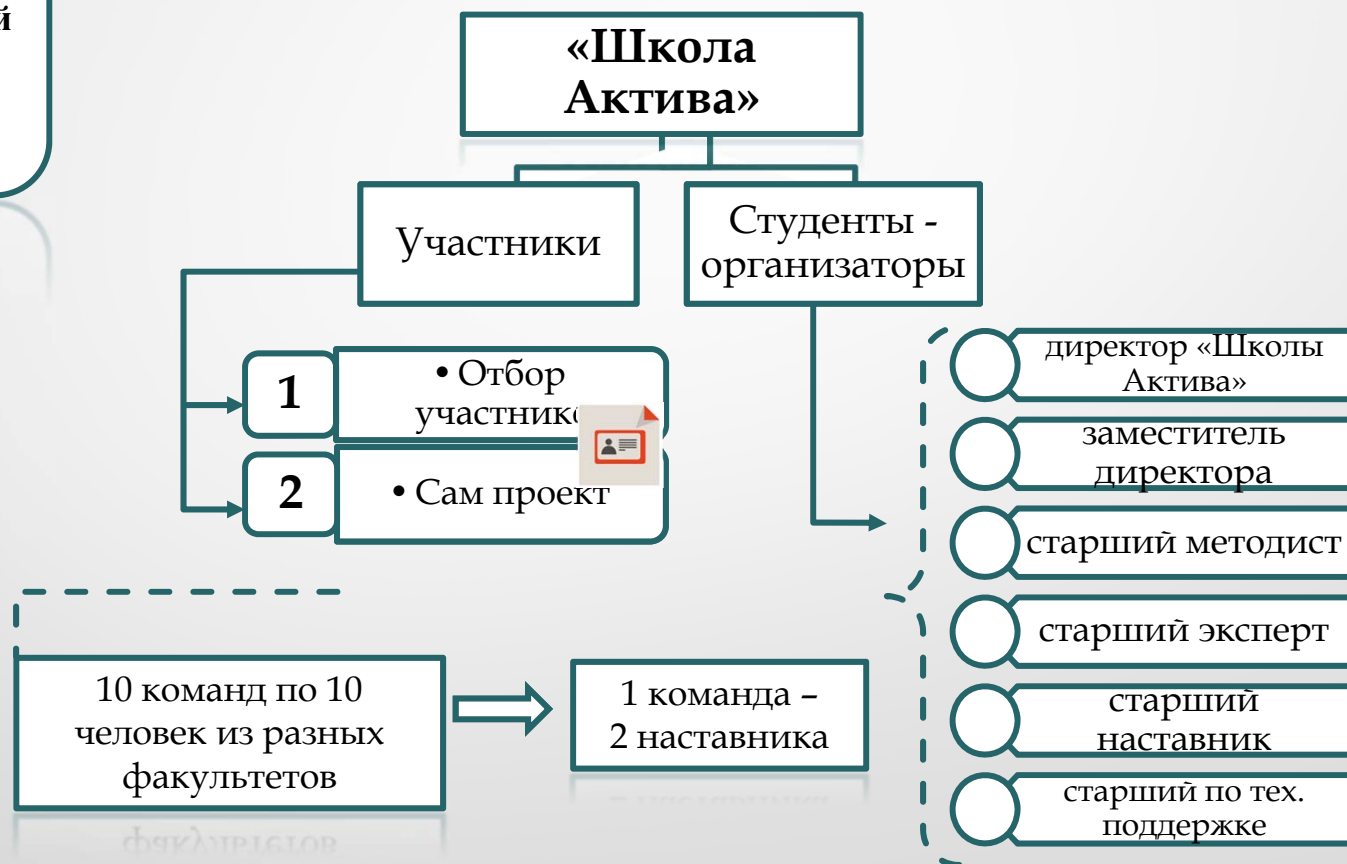 й
«Школа
Актива»
Участники
Студенты -
организаторы
1
• Отбор
2
• Сам проект
10 команд по 10
человек из разных
факультетов
1 команда –
2 наставника
директор «Школы
Актива»
заместитель
директора
старший методист
старший эксперт
старший
наставник
старший по тех.
поддержке